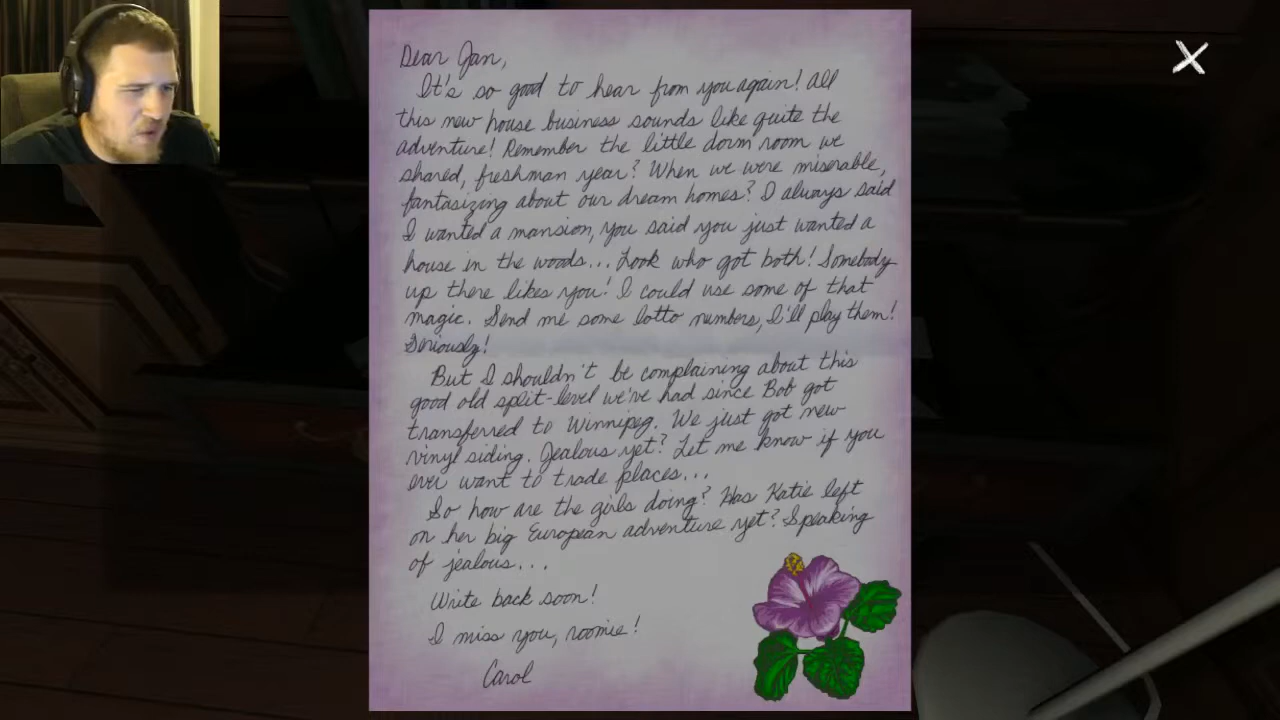 Dear Jan,
It's so good to hear from you again! All
this new house business sounds like quite the
adventure! Remember the little dorm room we
shared, freshman year? When we were miserable,
fantasizing about our dream homes? I always said
I wanted a mansion, you said you just wanted a
house in the woods... Look who got both! Somebody
up there likes you! I could use some of that
magic. Send me some lotto numbers, I'll play them!
Seriously!
But I shouldn't be complaining about this
good old split-level we've had since Bob got
transferred to Winnipeg. We just got new
vinyl siding. Jealous yet? Let me know if you
ever want to trade places...
So how are the girls doing? Has Katie left
on her big European adventure yet? Speaking
of jealous...
Write back soon!
I miss you, roomie!
Carol